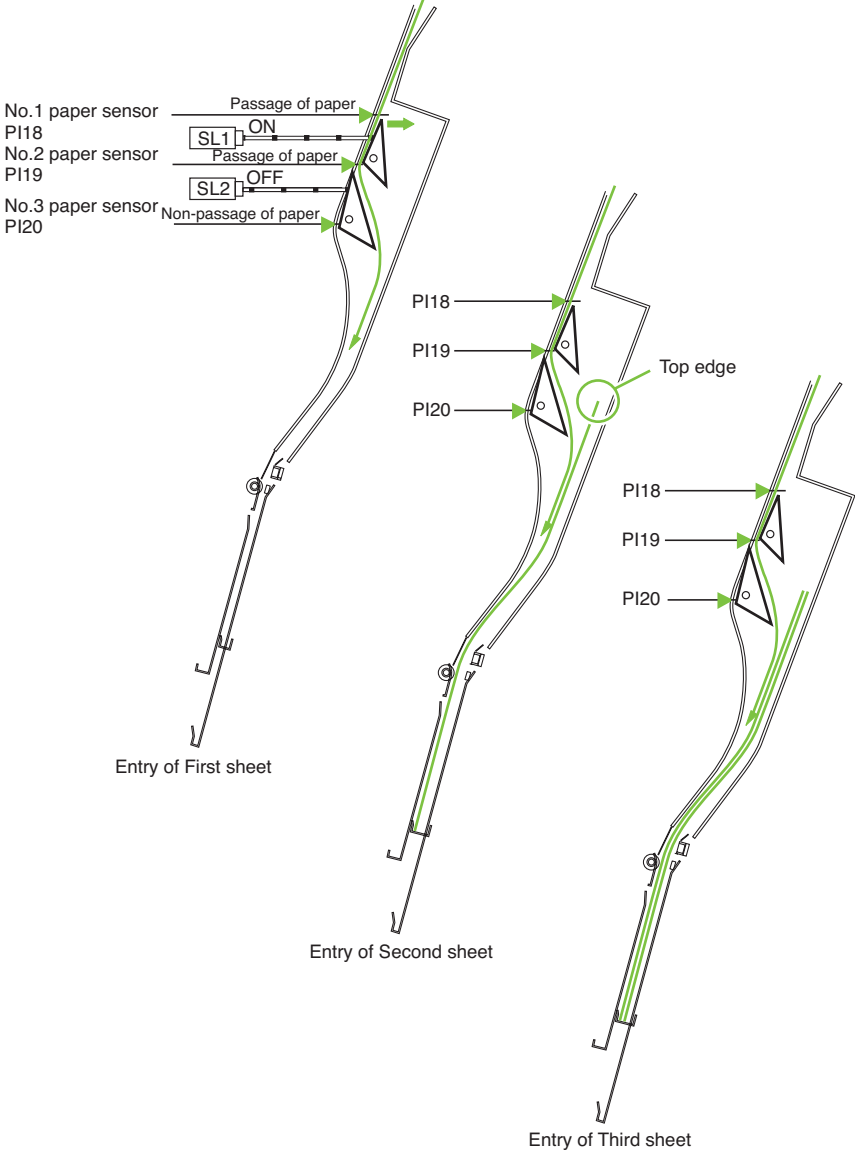 No.1 paper sensor
PI18
Passage of paper
SL1
ON
No.2 paper sensor
PI19
Passage of paper
SL2
OFF
No.3 paper sensor
PI20
Non-passage of paper
Entry of First sheet
PI18
PI19
PI20
Top edge
Entry of Second sheet
PI18
PI19
PI20
Entry of Third sheet